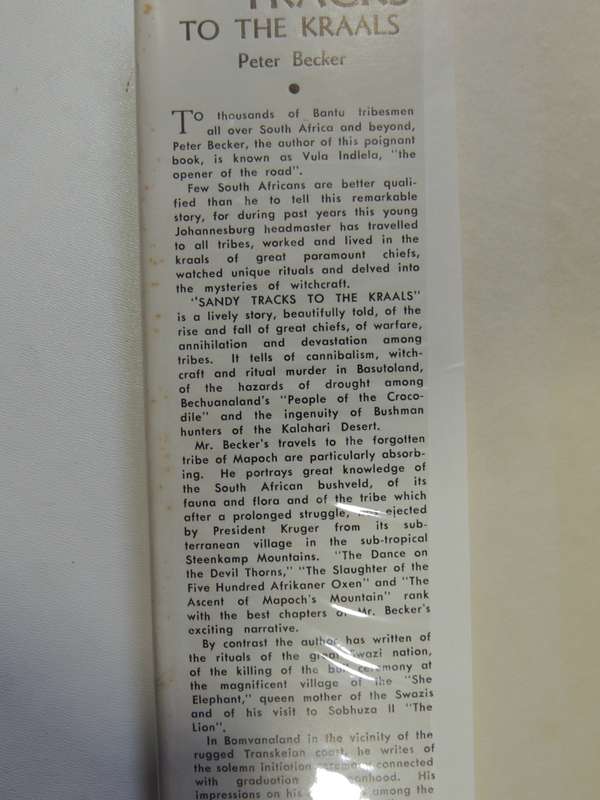 TRACKS
TO THE KRAALS
Peter Becker
To thousands of Bantu tribesmen
all over South Africa and beyond,
Peter Becker, the author of this poignant
book, is known as Vula Indlela, "the
opener of the road".
Few South Africans are better quali-
fied than he to tell this remarkable
story, for during past years this young
Johannesburg headmaster has travelled
to all tribes, worked and lived in the
kraals of great paramount chiefs,
watched unique rituals and delved into
the mysteries of witchcraft.
"SANDY TRACKS TO THE KRAALS"
is a lively story, beautifully told, of the
rise and fall of great chiefs, of warfare,
annihilation and devastation among
tribes. It tells of cannibalism, witch-
craft and ritual murder in Basutoland,
of the hazards of drought among
Bechuanaland's "People of the Croco-
dile" and the ingenuity of Bushman
hunters of the Kalahari Desert.
Mr. Becker's travels to the forgotten
tribe of Mapoch are particularly absorb-
ing. He portrays great knowledge of
the South African bushveld, of its
fauna and flora and of the tribe which
after a prolonged struggle, was ejected
by President Kruger from its sub-
terranean village in the sub-tropical
Steenkamp Mountains. "The Dance on
the Devil Thorns," "The Slaughter of the
Five Hundred Afrikaner Oxen" and "The
Ascent of Mapoch's Mountain" rank
with the best chapters of Mr. Becker's
exciting narrative.
By contrast the author has written of
the rituals of the great Swazi nation,
of the killing of the bull ceremony at
the magnificent village of the "She
Elephant," queen mother of the Swazis
and of his visit to Sobhuza II "The
Lion".
In Bomvanaland in the vicinity of the
rugged Transkeian coast, he writes of
the solemn initiation ceremony connected
with graduation manhood. His
impressions on his among the